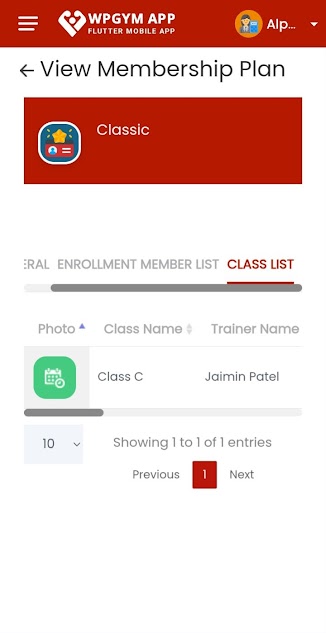 WPGYM APP
FLUTTER MOBILE APP
Alp...
View Membership Plan
Classic
ERAL ENROLLMENT MEMBER LIST CLASS LIST
Photo Class Name Trainer Name
Class C Jaimin Patel
10 Showing 1 to 1 of 1 entries
Previous 1 Next